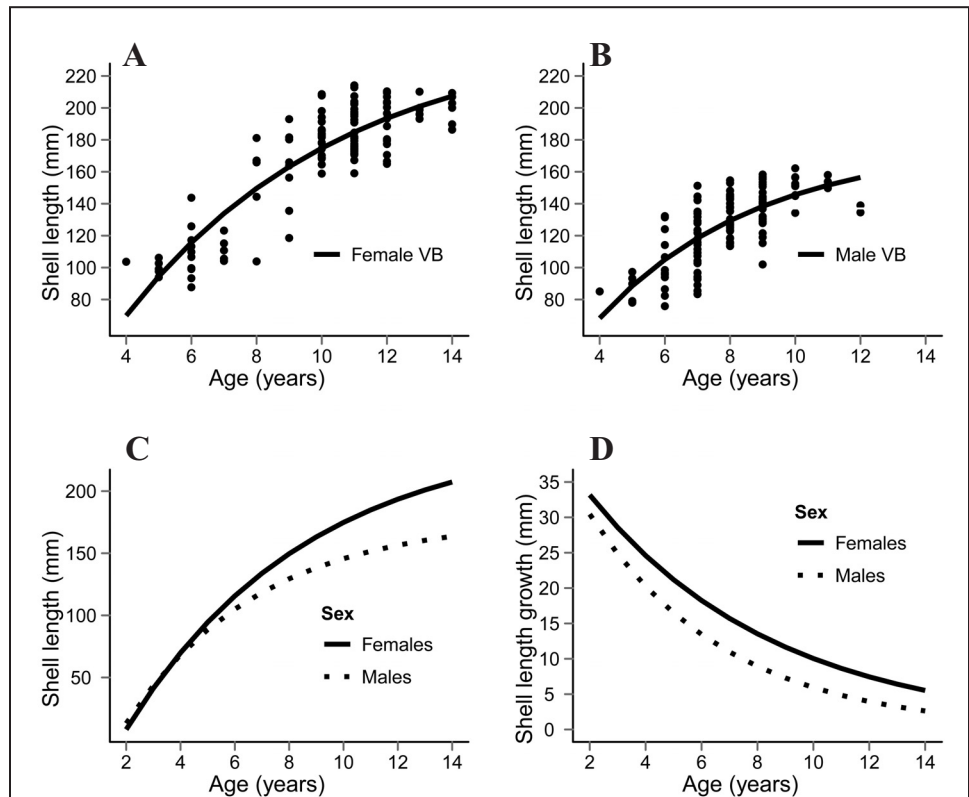 A
220
200
180
160
140
120
100
80
Shell length (mm)
Female VB
4 6 8 10 12 14
Age (years)
B
220
200
180
160
140
120
100
80
Shell length (mm)
Male VB
4 6 8 10 12 14
Age (years)
C
200
150
100
50
Shell length (mm)
Sex
Females
Males
2 4 6 8 10 12 14
Age (years)
D
35
30
25
20
15
10
5
0
Shell length growth (mm)
Sex
Females
Males
2 4 6 8 10 12 14
Age (years)